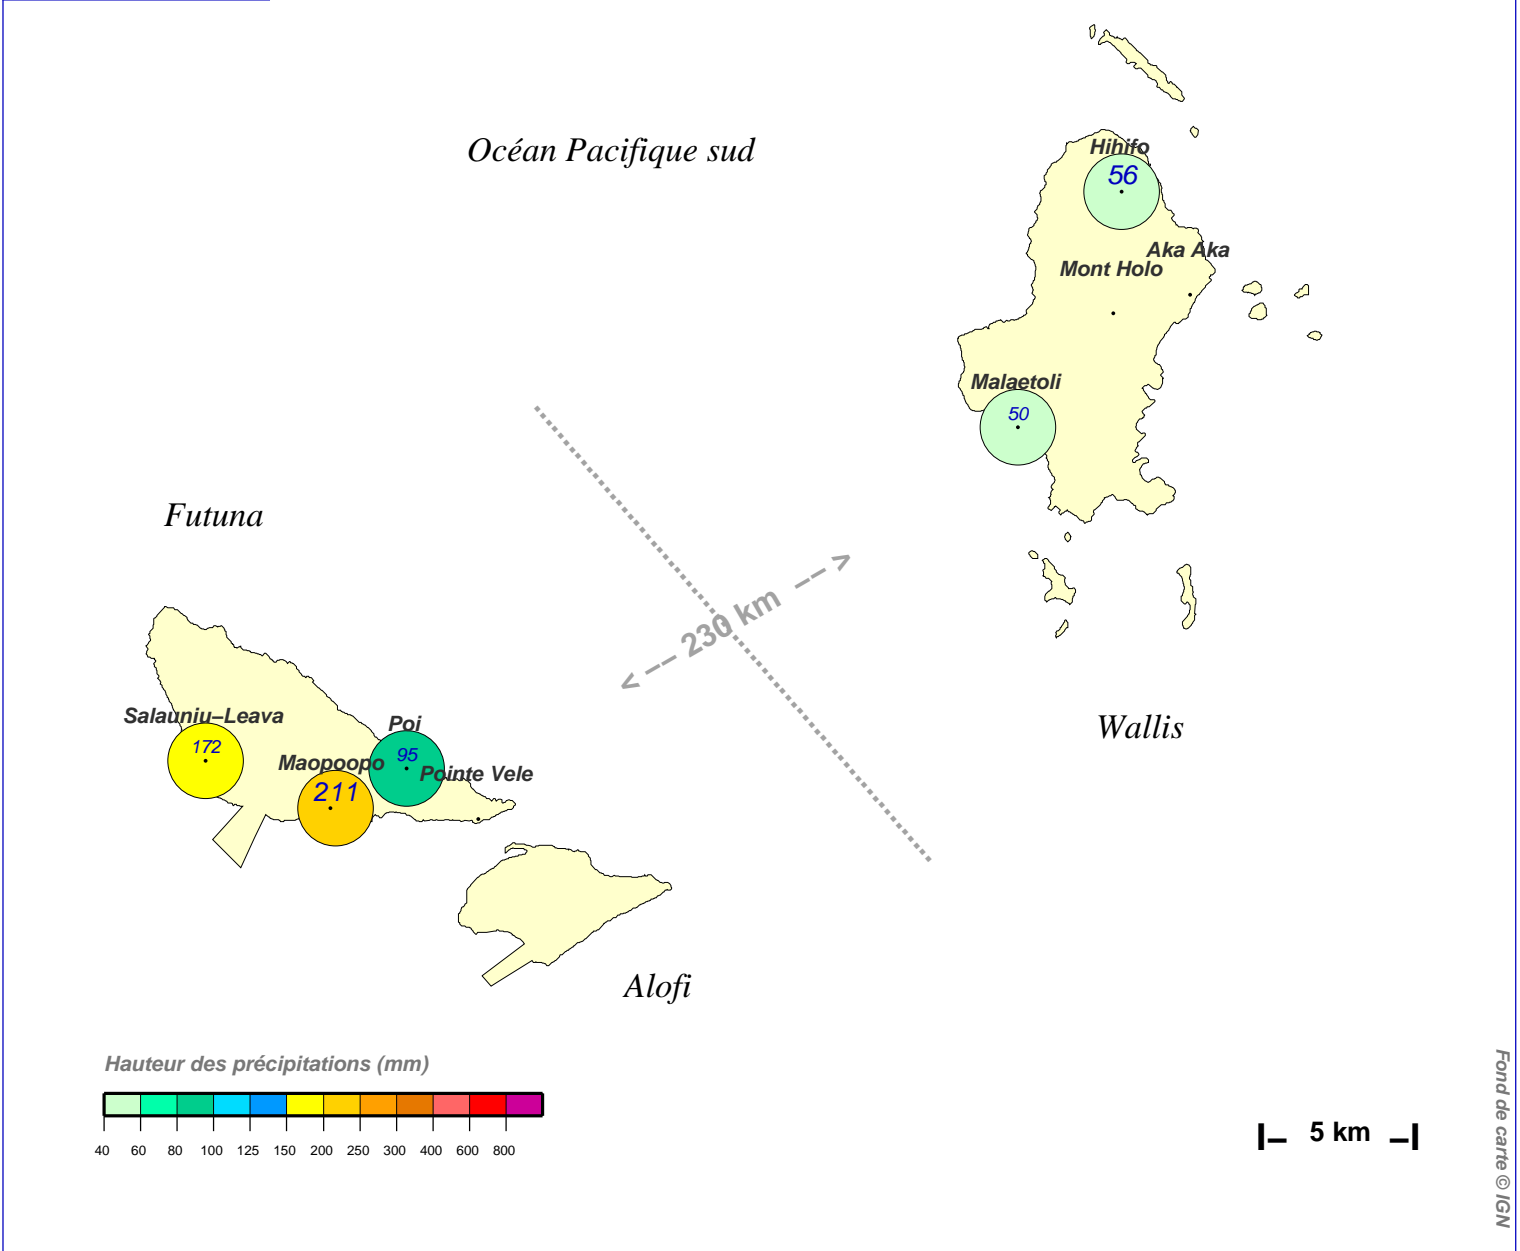 Océan Pacifique sud
Hihifo
56
Aka Aka
Mont Holo
Malaetoli
50
Futuna
230 km
Salauniu–Leava
172
Poi
95
Maopoopo
211
Pointe Vele
Wallis
Alofi
Hauteur des précipitations (mm)
40 60 80 100 125 150 200 250 300 400 600 800
5 km
Fond de carte © IGN